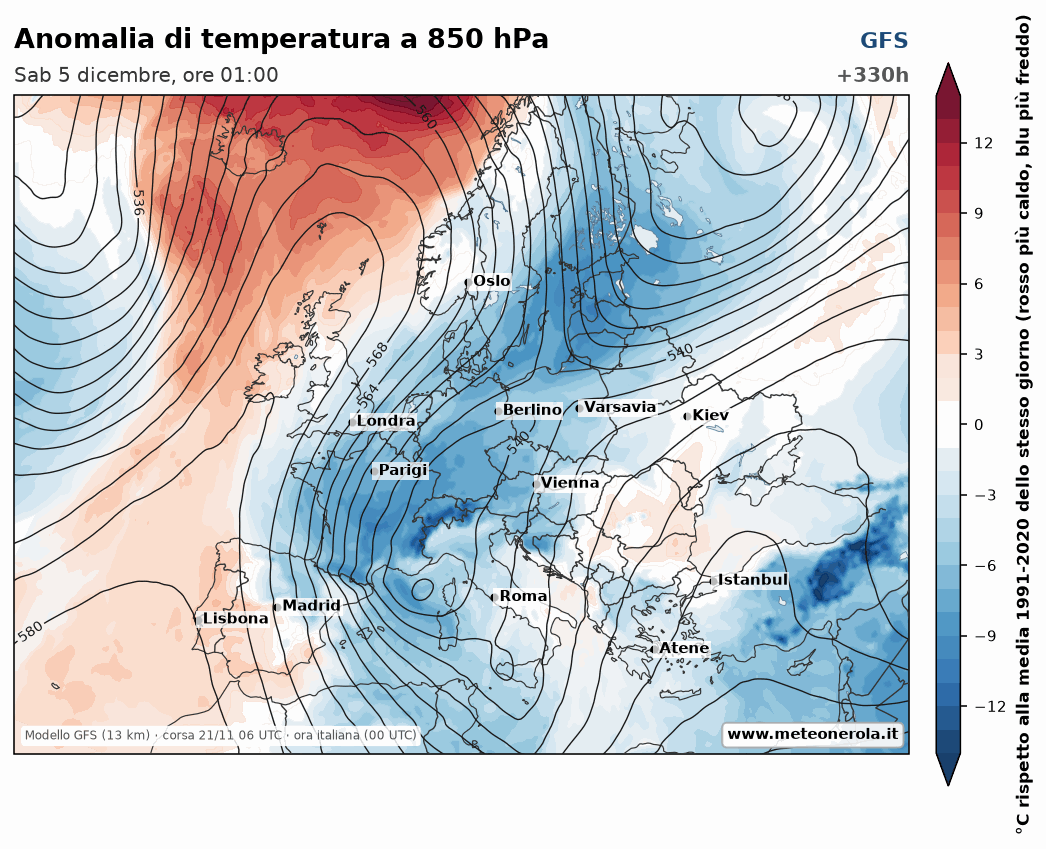 Anomalia di temperatura a 850 hPa
GFS
Sab 5 dicembre, ore 01:00
+330h
560
536
Oslo
568
540
564
Berlino
Varsavia
Kiev
Londra
540
Parigi
Vienna
Istanbul
Roma
Madrid
Lisbona
580
Atene
Modello GFS (13 km) · corsa 21/11 06 UTC · ora italiana (00 UTC)
www.meteonerola.it
12
9
6
3
0
−3
−6
−9
−12
°C rispetto alla media 1991-2020 dello stesso giorno (rosso più caldo, blu più freddo)